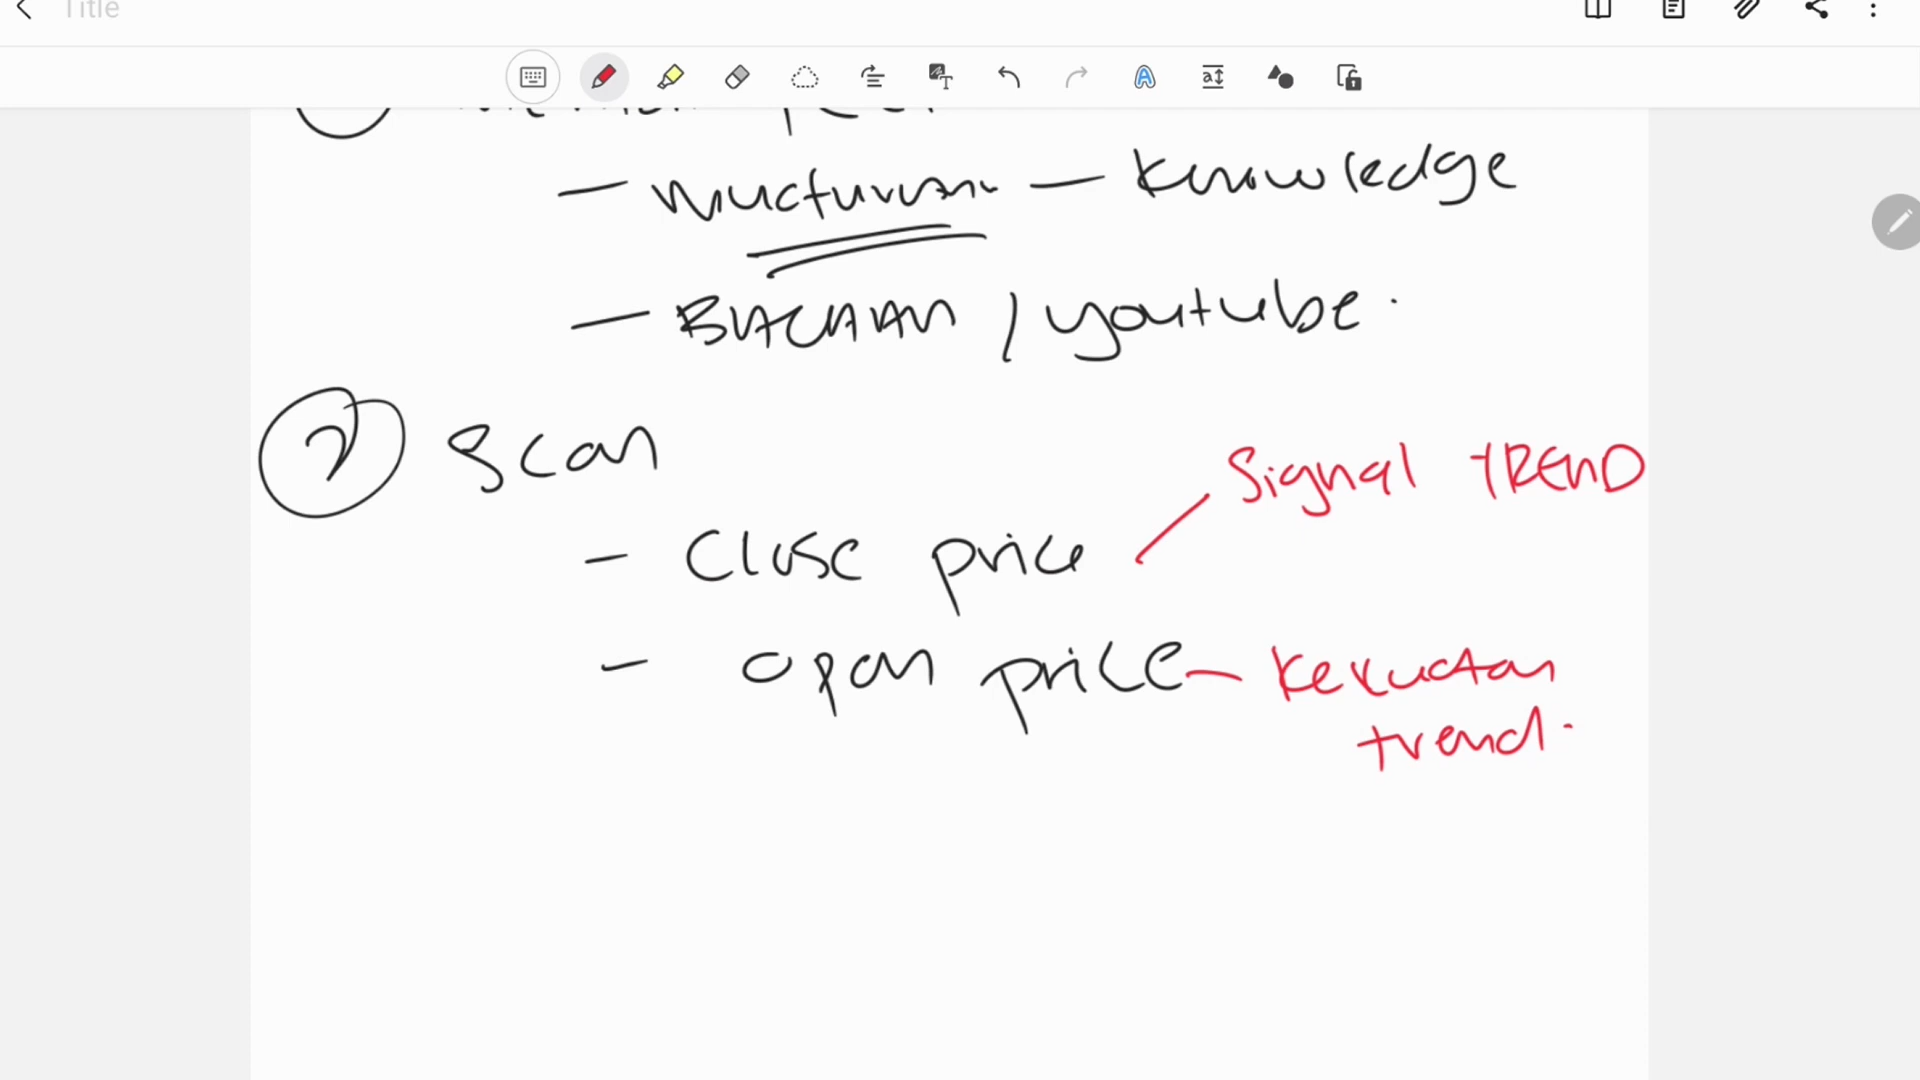 Title
— Knowledge
— BACAAN / youtube.
2 Scan
- Close price
Signal TREND
- Open price
- Kekuatan
trend.